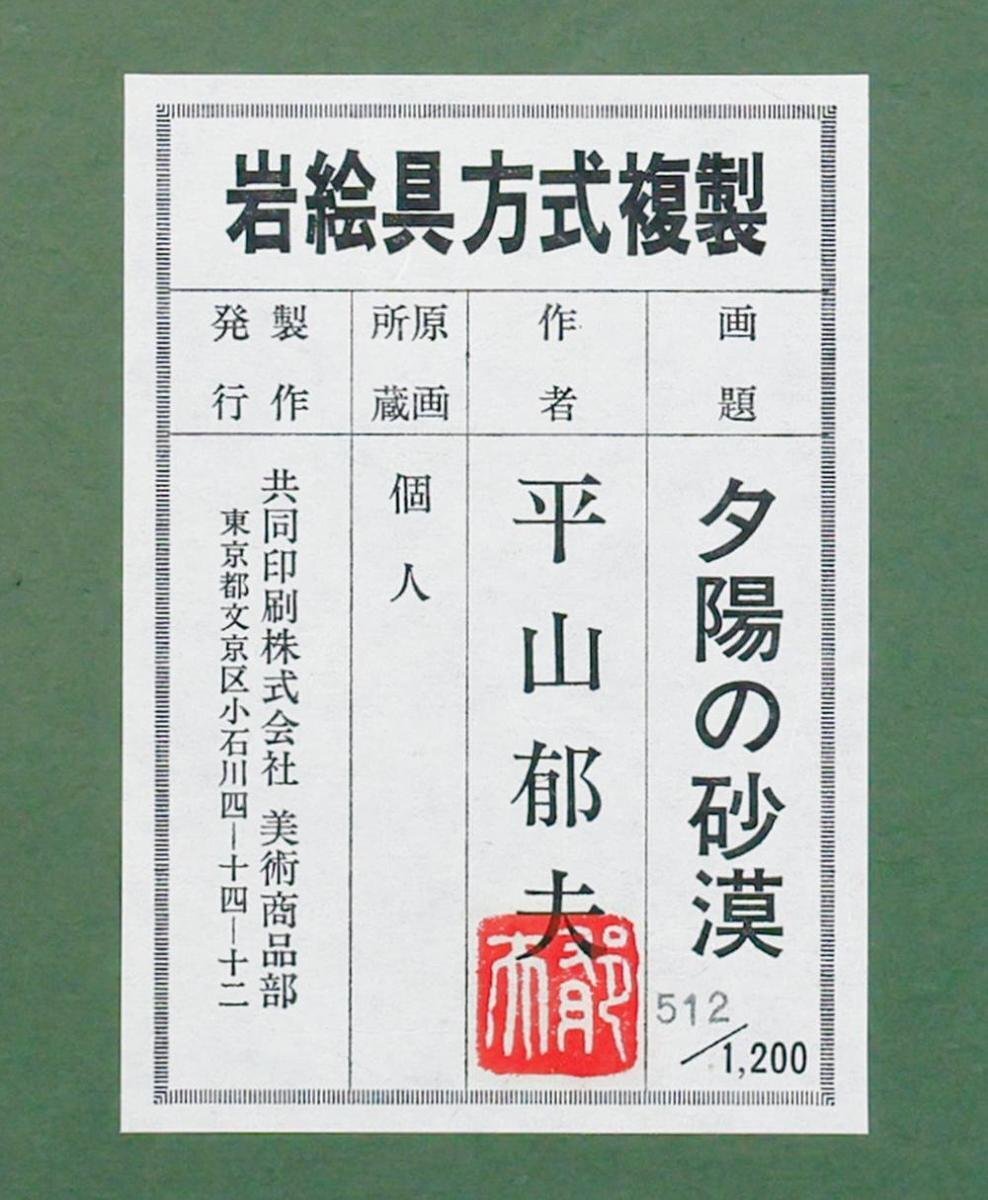 岩絵具方式複製
画題
夕陽の砂漠
512/1,200
作者
平山郁夫
郁夫
原画
所蔵
個人
製作
発行
共同印刷株式会社 美術商品部
東京都文京区小石川四ー十四ー十二